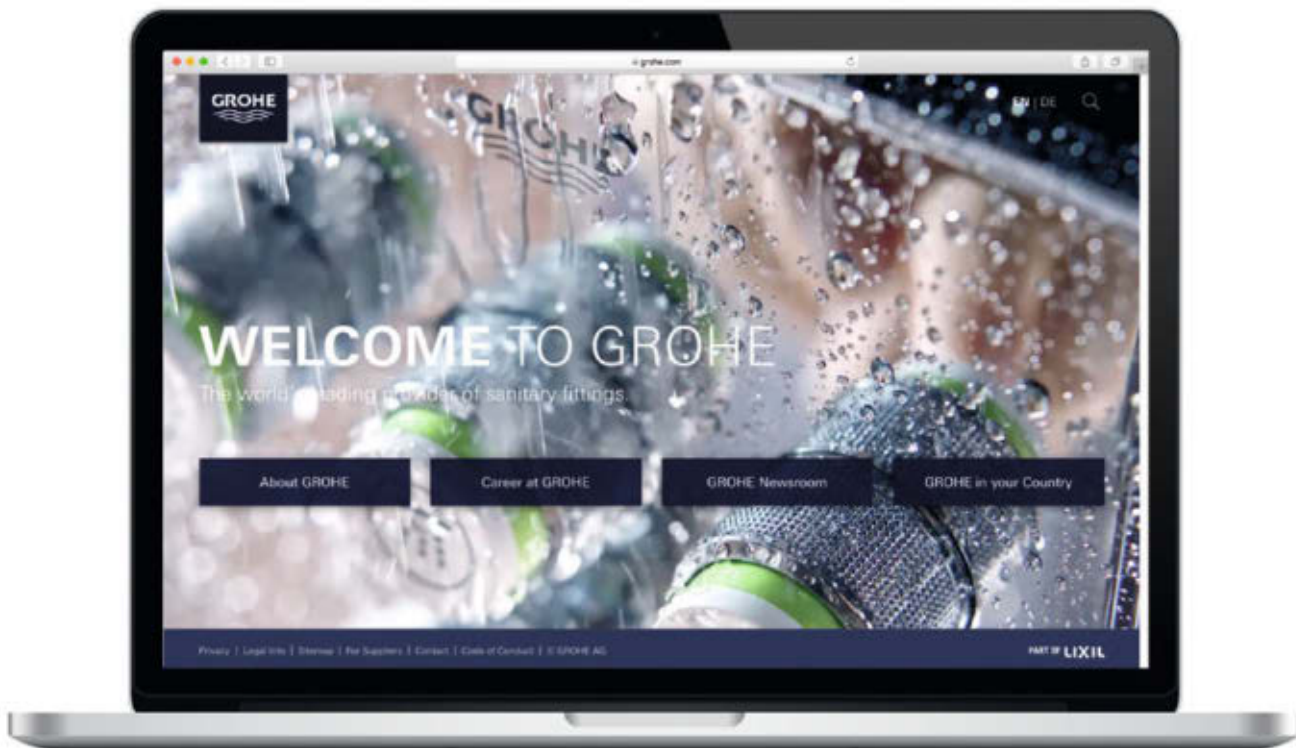 grohe.com
GROHE
EN | DE
GROHE
WELCOME TO GROHE
The world's leading provider of sanitary fittings.
About GROHE
Career at GROHE
GROHE Newsroom
GROHE in your Country
Privacy | Legal Info | Sitemap | For Suppliers | Contact | Code of Conduct | © GROHE AG
PART OF LIXIL